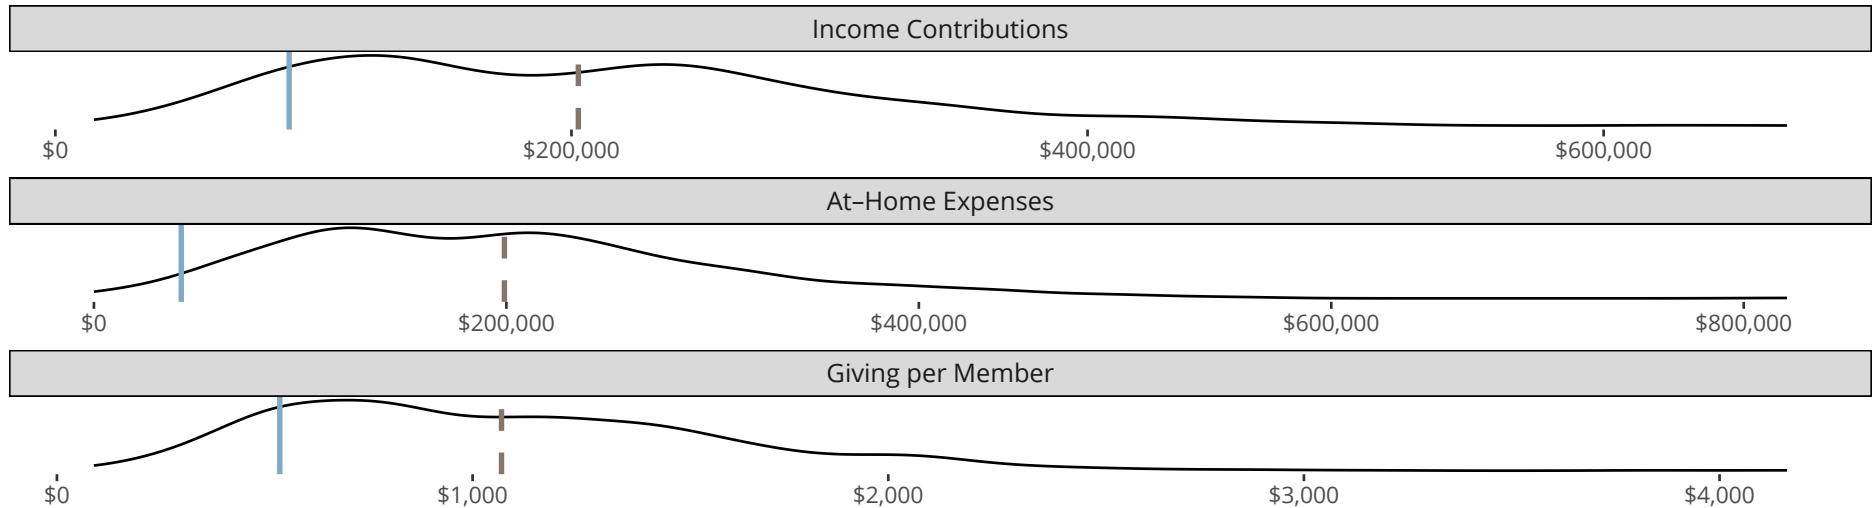 Income Contributions
$0 $200,000 $400,000 $600,000
At–Home Expenses
$0 $200,000 $400,000 $600,000 $800,000
Giving per Member
$0 $1,000 $2,000 $3,000 $4,000